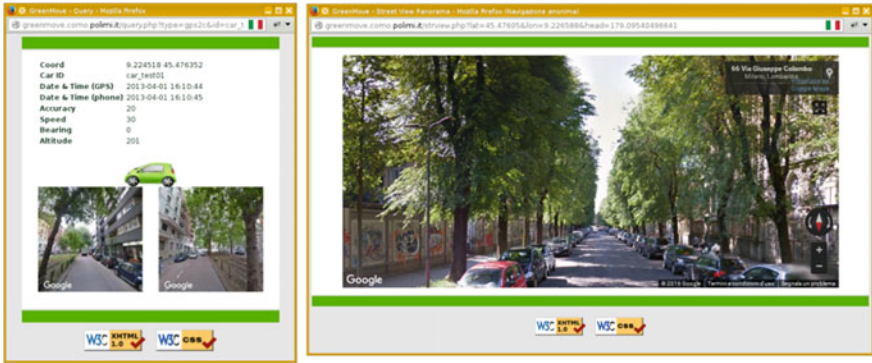 GreenMove - Query - Mozilla Firefox
greenmove.como.polimi.it/query.php?type=gps2c&id=car_t
Coord 9.224518 45.476352
Car ID car_test01
Date & Time (GPS) 2013-04-01 16:10:44
Date & Time (phone) 2013-04-01 16:10:45
Accuracy 20
Speed 30
Bearing 0
Altitude 201
Google
Google
W3C XHTML 1.0
W3C css
GreenMove - Street View Panorama - Mozilla Firefox (Navigazione anonima)
greenmove.como.polimi.it/strview.php?lat=45.47605&lon=9.226588&head=179.09540496641
66 Via Giuseppe Colombo
Milano, Lombardia
Google
© 2016 Google
Termini e condizioni d'uso
Segnala un problema
W3C XHTML 1.0
W3C css